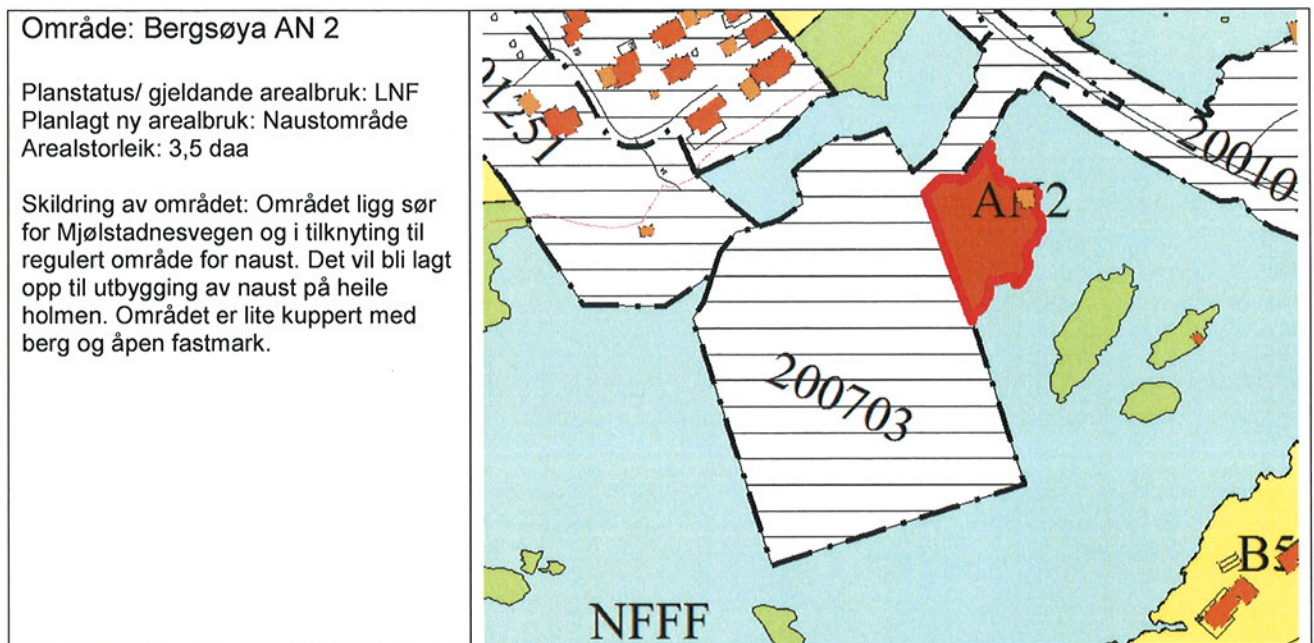 Område: Bergsøya AN 2
Planstatus/ gjeldande arealbruk: LNF
Planlagt ny arealbruk: Naustområde
Arealstorleik: 3,5 daa
Skildring av området: Området ligg sør
for Mjølstadnesvegen og i tilknyting til
regulert område for naust. Det vil bli lagt
opp til utbygging av naust på heile
holmen. Området er lite kuppert med
berg og åpen fastmark.
01251
20010
AN2
200703
B5
NFFF